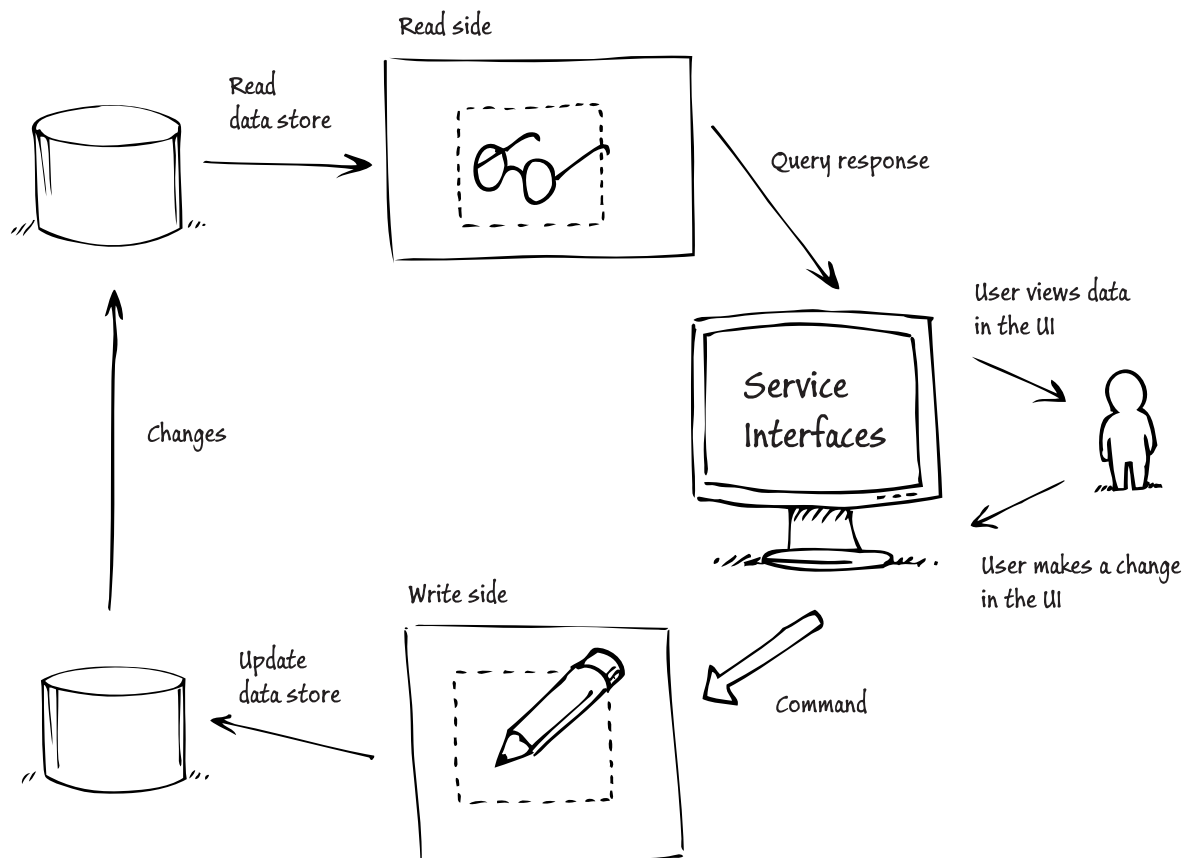 Read side
Read
data store
Query response
User views data
in the UI
Service
Interfaces
Changes
User makes a change
in the UI
Write side
Update
data store
Command